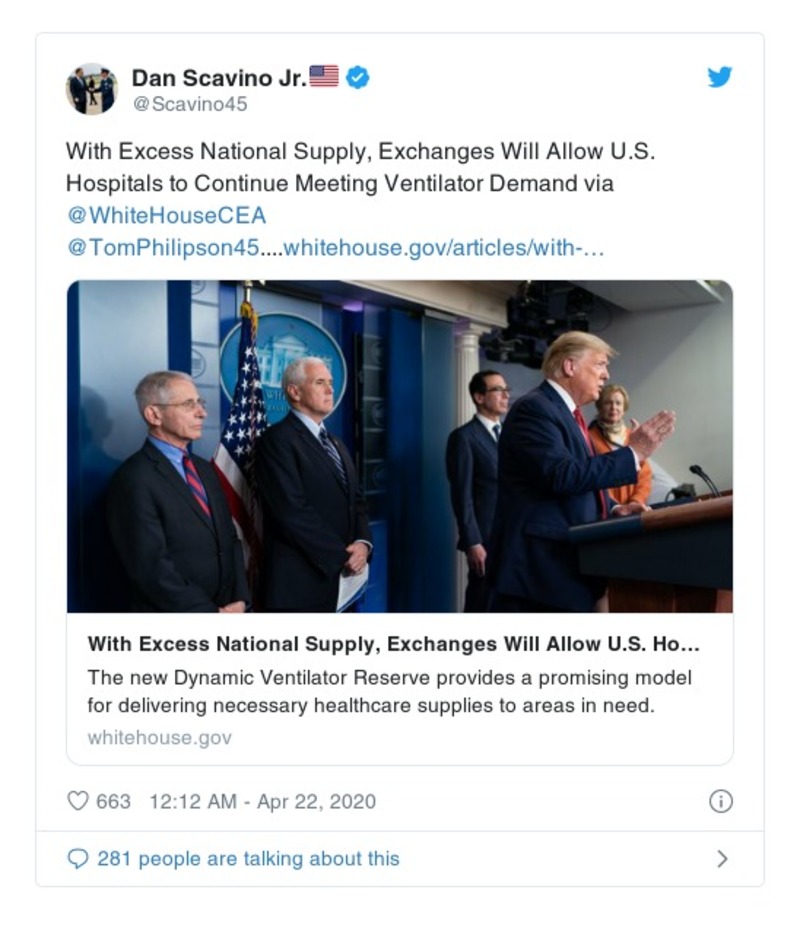 Dan Scavino Jr.
@Scavino45
With Excess National Supply, Exchanges Will Allow U.S.
Hospitals to Continue Meeting Ventilator Demand via
@WhiteHouseCEA
@TomPhilipson45....whitehouse.gov/articles/with-…
With Excess National Supply, Exchanges Will Allow U.S. Ho…
The new Dynamic Ventilator Reserve provides a promising model
for delivering necessary healthcare supplies to areas in need.
whitehouse.gov
663 12:12 AM - Apr 22, 2020
281 people are talking about this